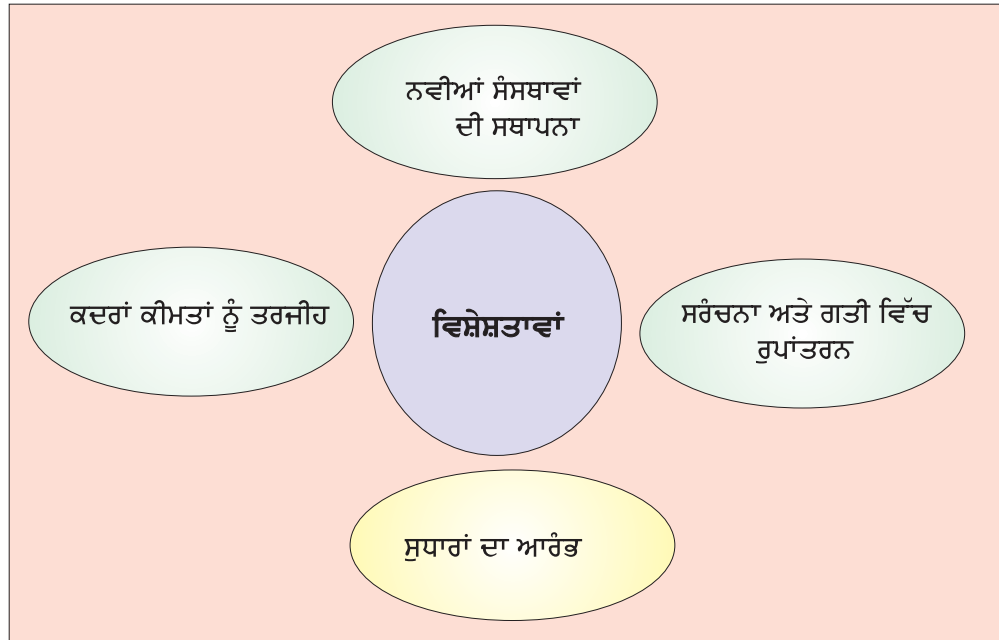 ਨਵੀਆਂ ਸੰਸਥਾਵਾਂ
ਦੀ ਸਥਾਪਨਾ
ਕਦਰਾਂ ਕੀਮਤਾਂ ਨੂੰ ਤਰਜੀਹ
ਵਿਸ਼ੇਸ਼ਤਾਵਾਂ
ਸਰੰਚਨਾ ਅਤੇ ਗਤੀ ਵਿੱਚ
ਰੁਪਾਂਤਰਨ
ਸੁਧਾਰਾਂ ਦਾ ਆਰੰਭ